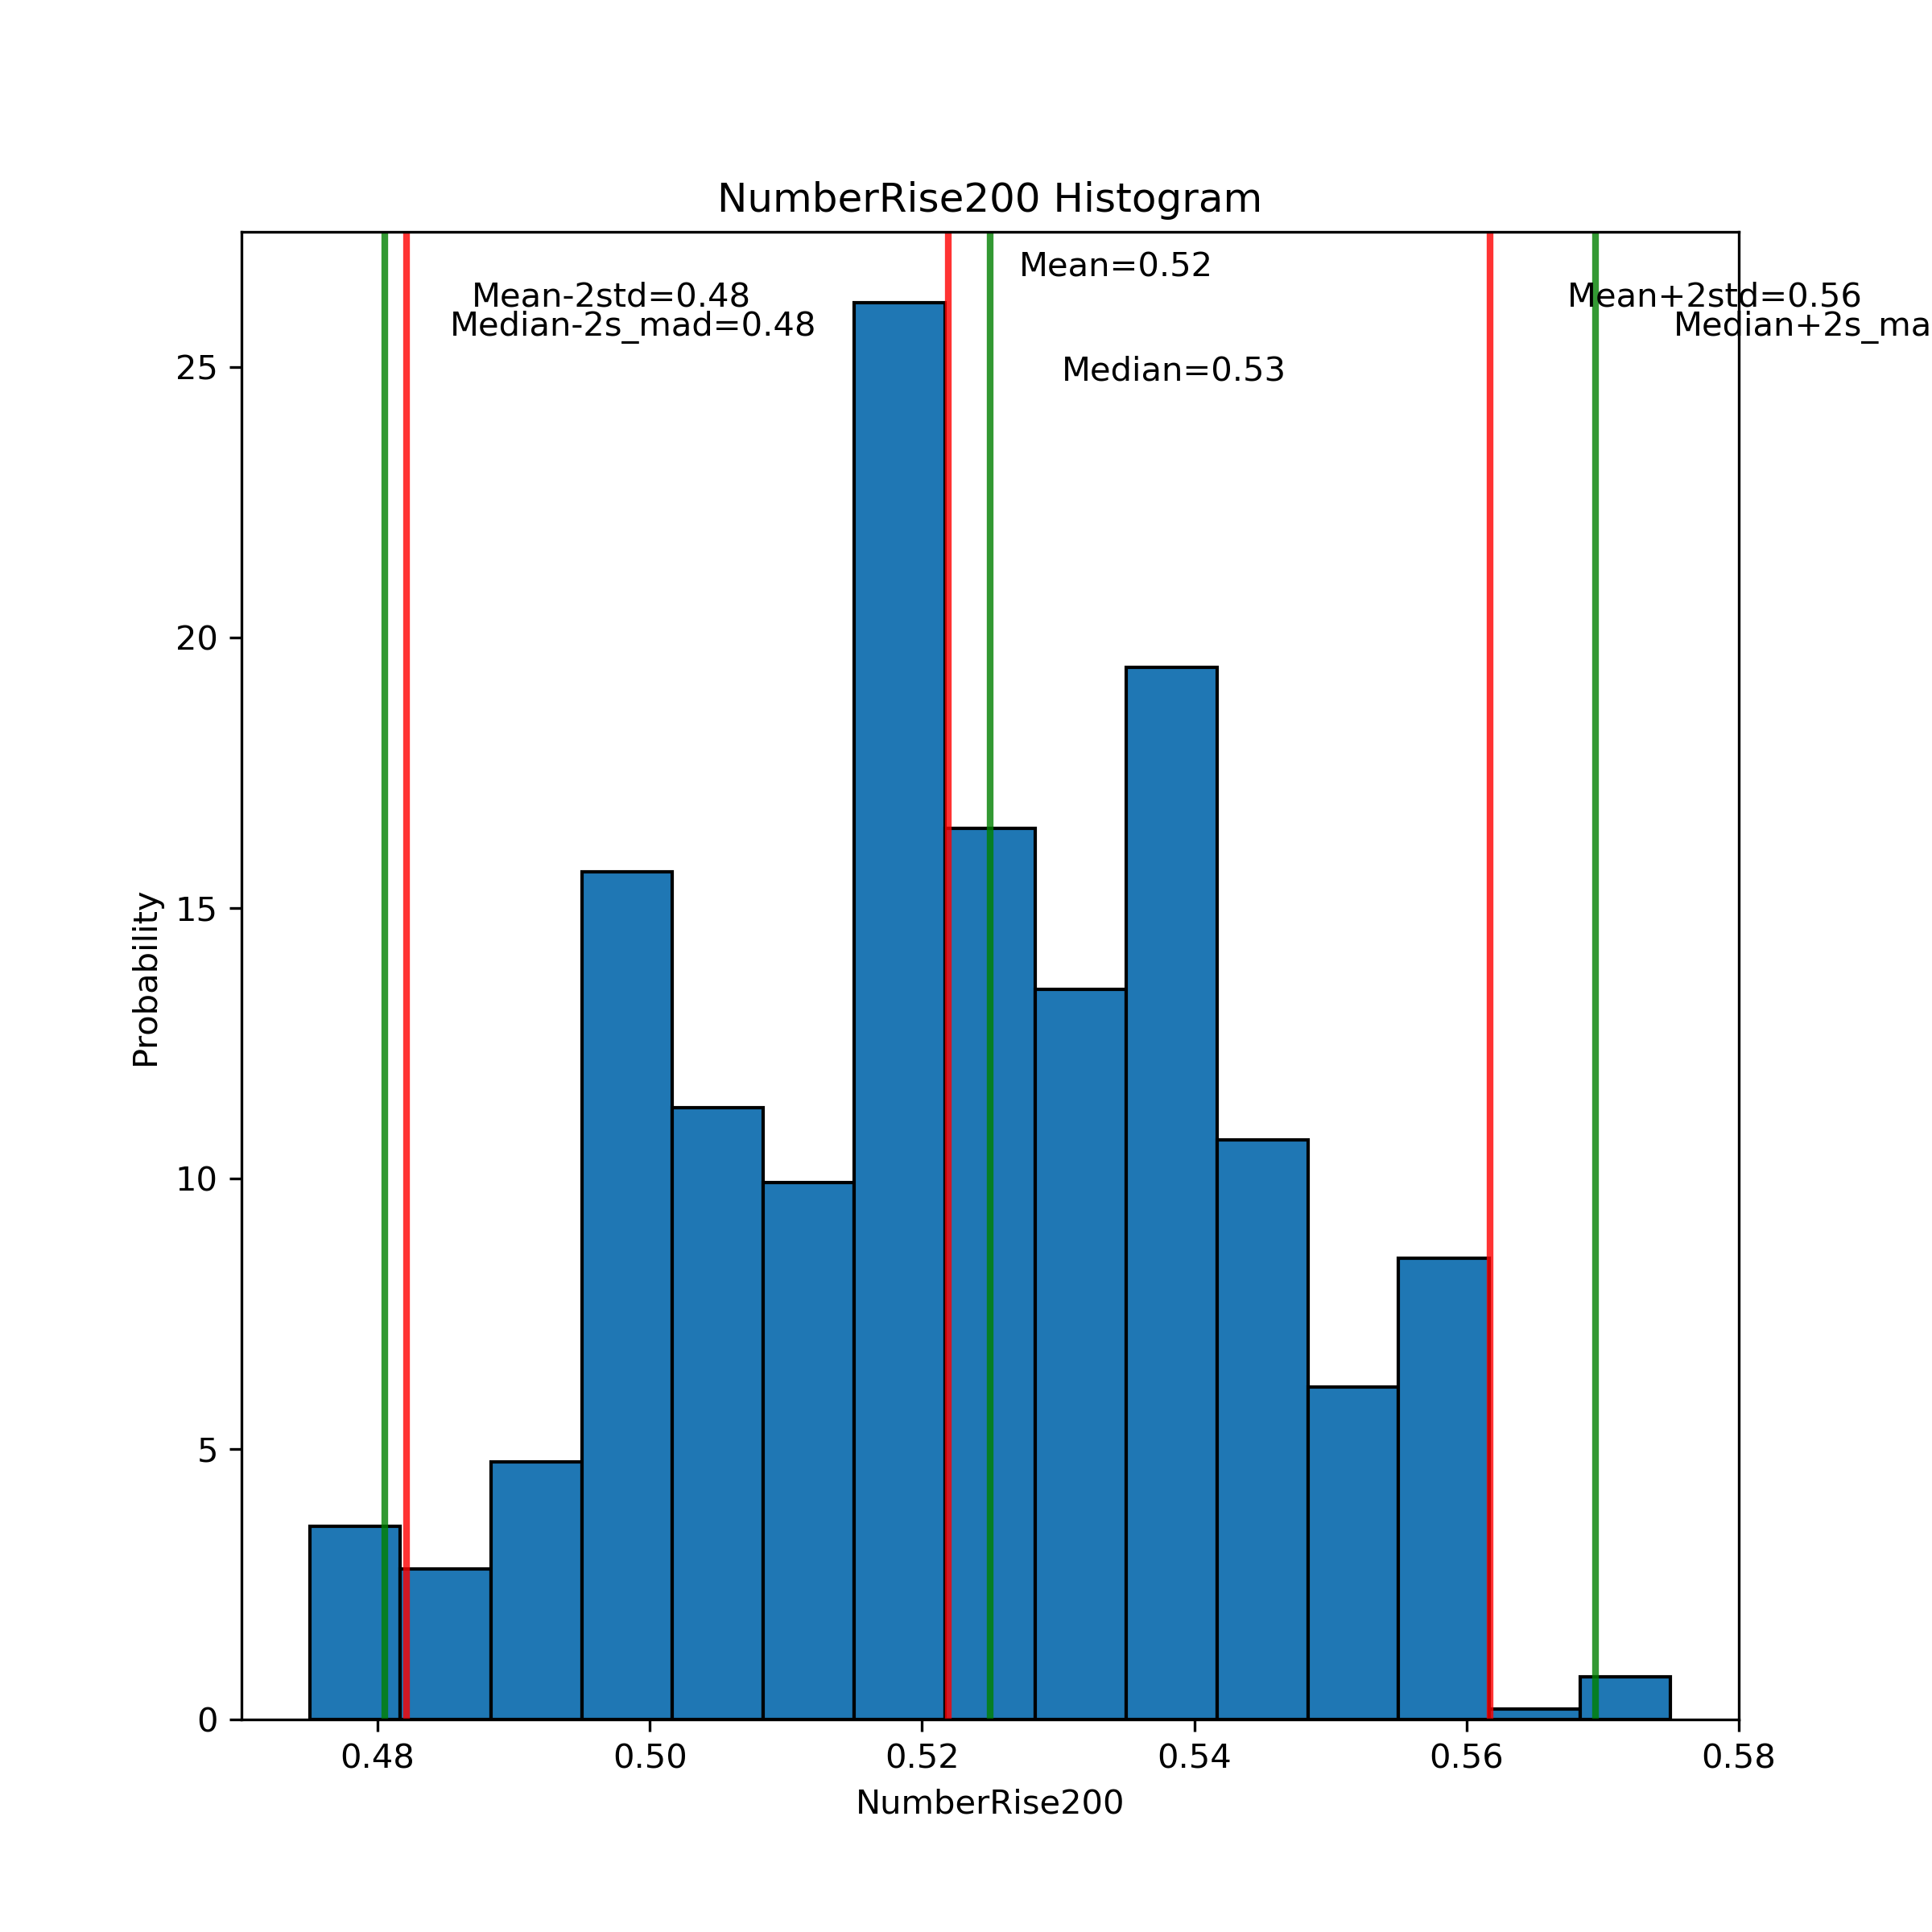 NumberRise200 Histogram
Mean=0.52
Mean-2std=0.48
Mean+2std=0.56
Median-2s_mad=0.48
Median+2s_ma
Median=0.53
25
20
15
10
5
0
Probability
0.48 0.50 0.52 0.54 0.56 0.58
NumberRise200